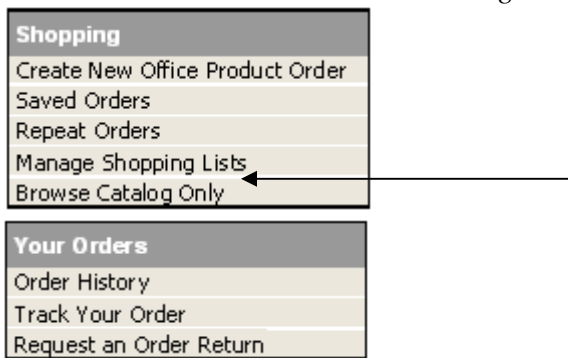 Shopping
Create New Office Product Order
Saved Orders
Repeat Orders
Manage Shopping Lists
Browse Catalog Only
Your Orders
Order History
Track Your Order
Request an Order Return